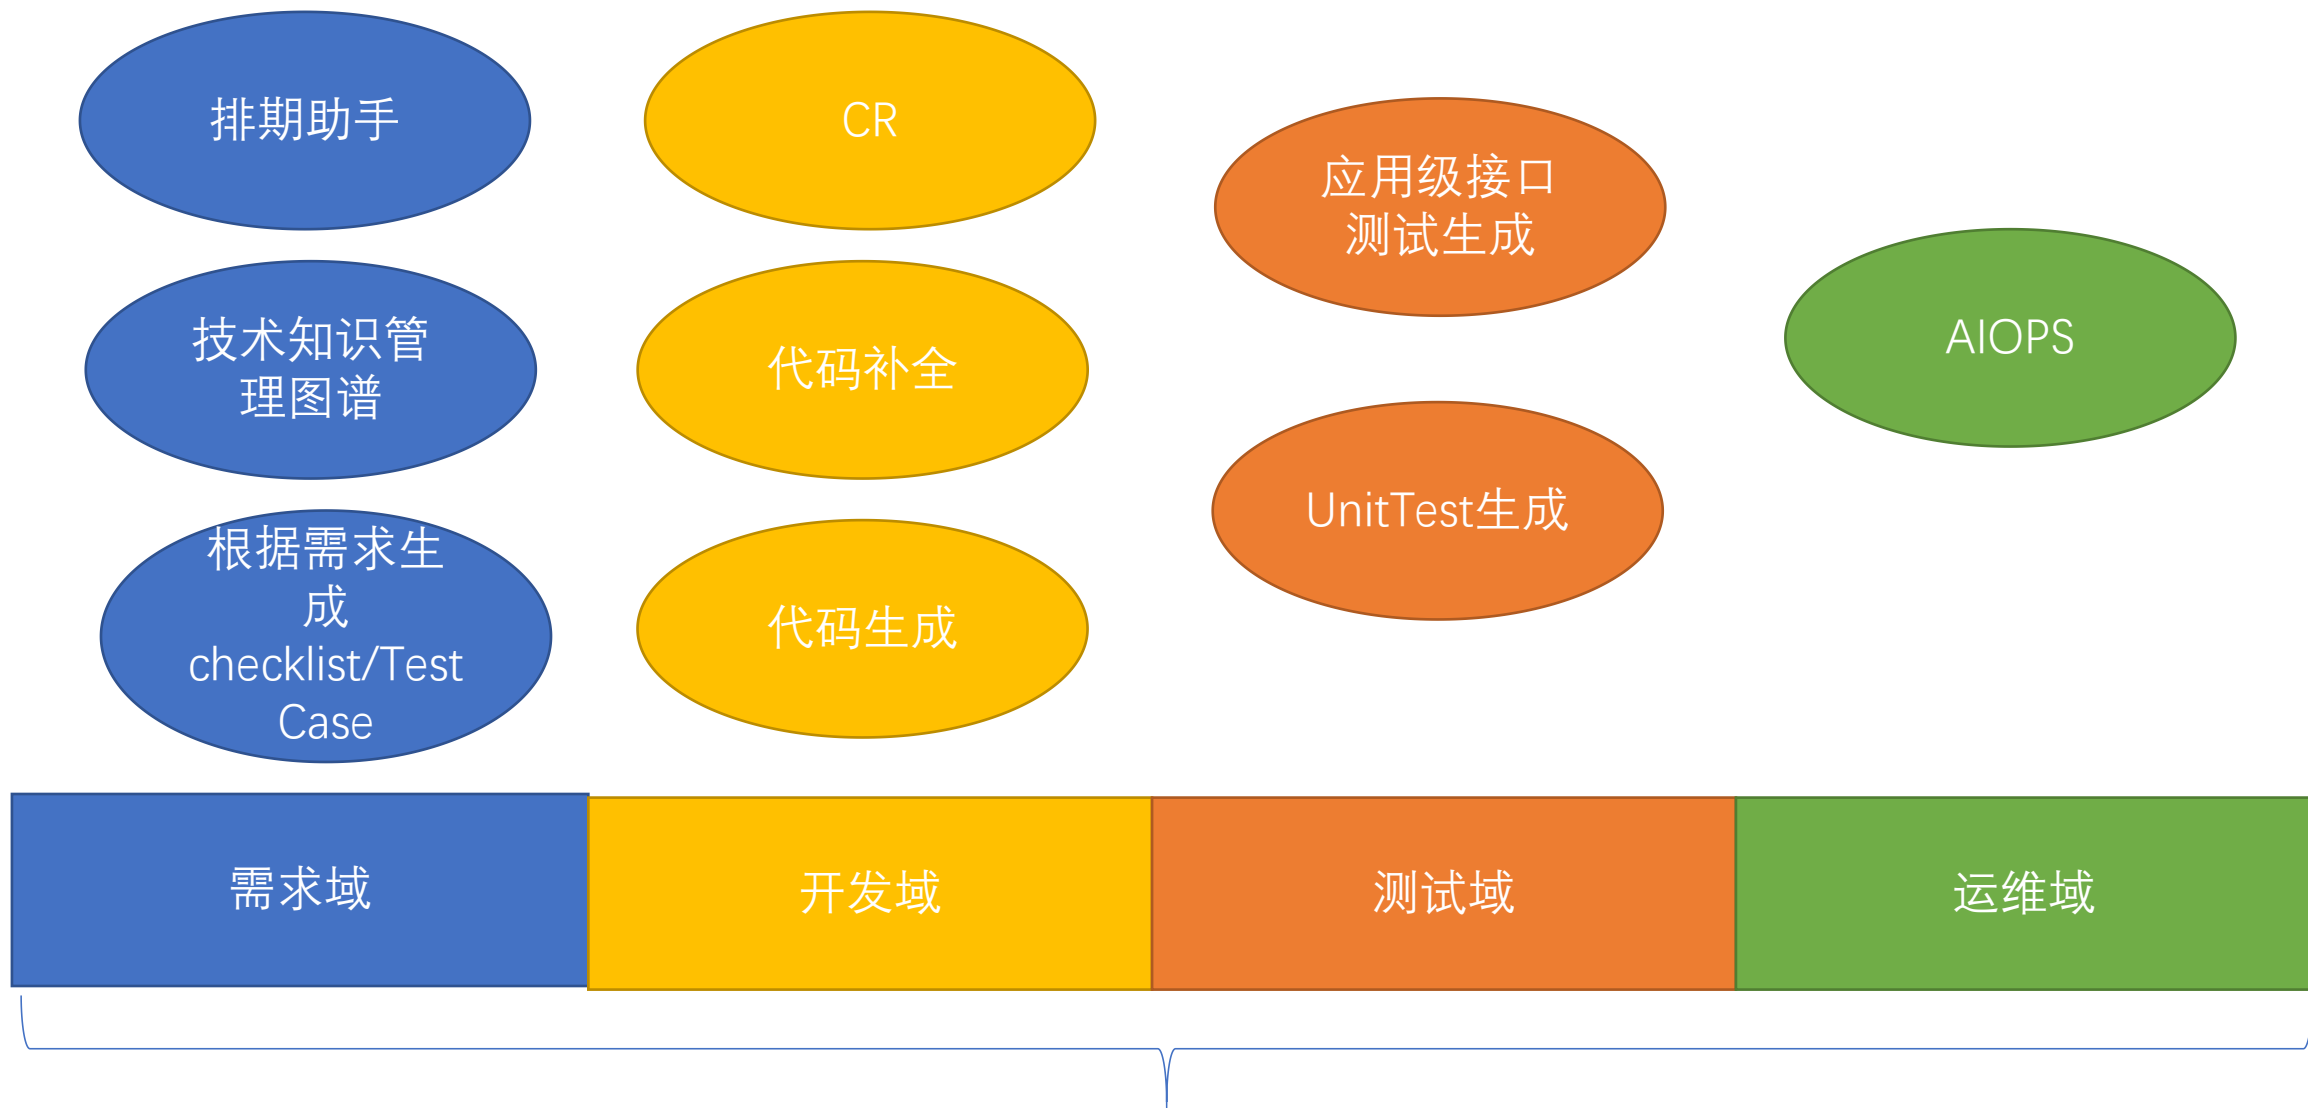 排期助手
技术知识管
理图谱
根据需求生
成
checklist/Test
Case
CR
代码补全
代码生成
应用级接口
测试生成
UnitTest生成
AIOPS
需求域
开发域
测试域
运维域